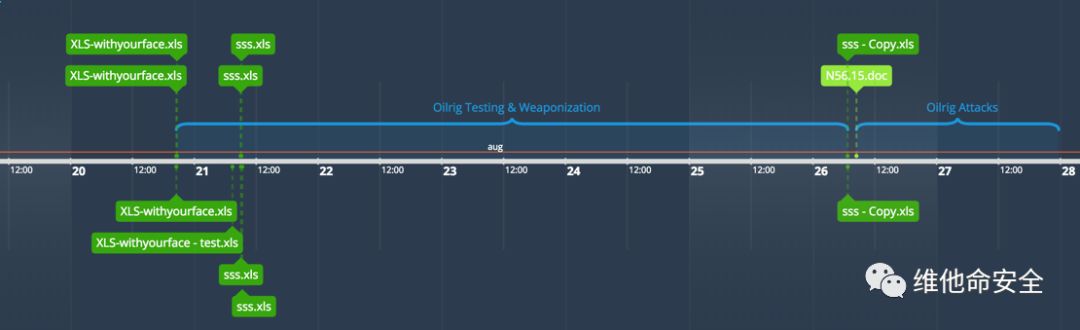 XLS-withyourface.xls
sss.xls
sss - Copy.xls
XLS-withyourface.xls
sss.xls
N56.15.doc
Oilrig Testing & Weaponization
Oilrig Attacks
aug
12:00 20 12:00 21 12:00 22 12:00 23 12:00 24 12:00 25 12:00 26 12:00 27 12:00 28
XLS-withyourface.xls
sss - Copy.xls
XLS-withyourface - test.xls
sss.xls
sss.xls
维他命安全